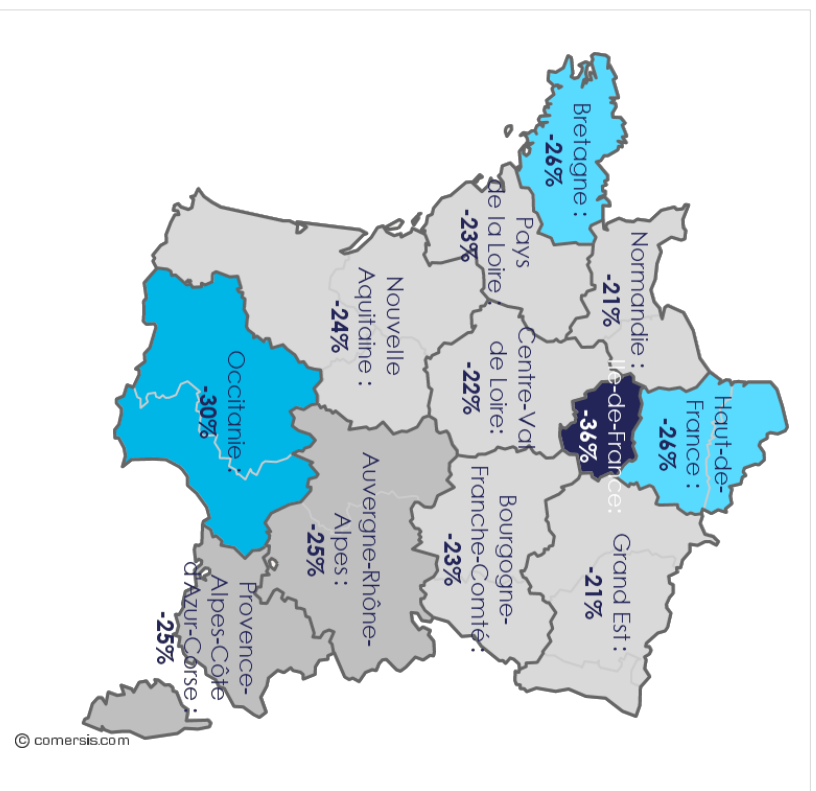 Bretagne :
-26%
Normandie :
-21%
Haut-de-
France :
-26%
Ile-de-France:
-36%
Pays
de la Loire :
-23%
Centre-Val
de Loire:
-22%
Grand Est :
-21%
Bourgogne-
Franche-Comté :
-23%
Nouvelle
Aquitaine :
-24%
Auvergne-Rhône-
Alpes :
-25%
Occitanie :
-30%
Provence-
Alpes-Côte
d'Azur-Corse :
-25%
© comersis.com